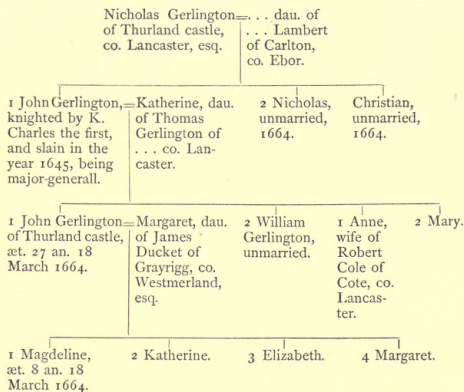 Nicholas Gerlington=. . . dau. of
of Thurland castle, . . . Lambert
co. Lancaster, esq. of Carlton,
co. Ebor.
1 John Gerlington,=Katherine, dau.
knighted by K. of Thomas
Charles the first, Gerlington of
and slain in the . . . co. Lan-
year 1645, being caster.
major-generall.
2 Nicholas,
unmarried,
1664.
Christian,
unmarried,
1664.
1 John Gerlington=Margaret, dau.
of Thurland castle, of James
æt. 27 an. 18 Ducket of
March 1664. Grayrigg, co.
Westmerland,
esq.
2 William
Gerlington,
unmarried.
1 Anne,
wife of
Robert
Cole of
Cote, co.
Lancas-
ter.
2 Mary.
1 Magdeline,
æt. 8 an. 18
March 1664.
2 Katherine.
3 Elizabeth.
4 Margaret.